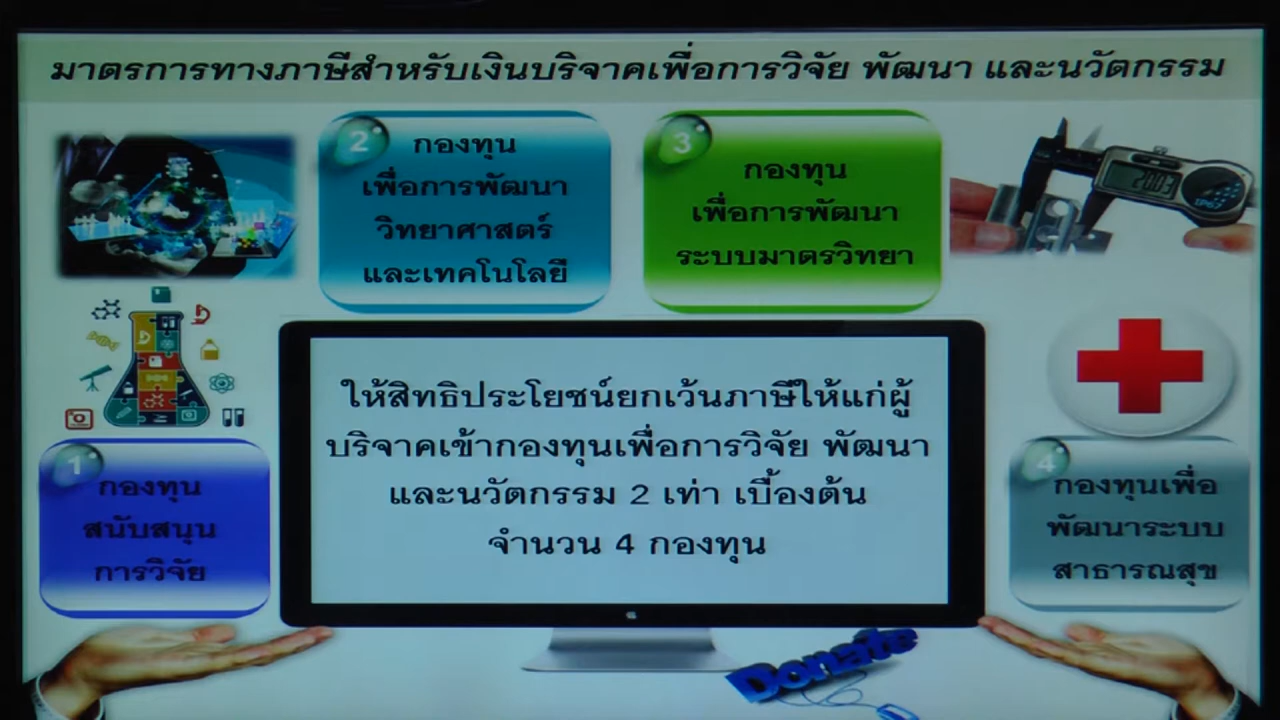 มาตรการทางภาษีสำหรับเงินบริจาคเพื่อการวิจัย พัฒนา และนวัตกรรม
2
กองทุน
เพื่อการพัฒนา
วิทยาศาสตร์
และเทคโนโลยี
3
กองทุน
เพื่อการพัฒนา
ระบบมาตรวิทยา
20.03
IP67
ให้สิทธิประโยชน์ยกเว้นภาษีให้แก่ผู้
บริจาคเข้ากองทุนเพื่อการวิจัย พัฒนา
และนวัตกรรม 2 เท่า เบื้องต้น
จำนวน 4 กองทุน
1
กองทุน
สนับสนุน
การวิจัย
4
กองทุนเพื่อ
พัฒนาระบบ
สาธารณสุข
Donate